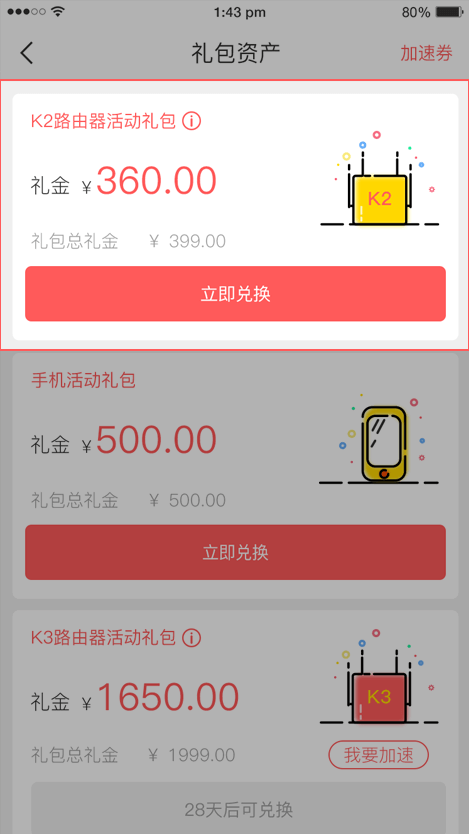 1:43 pm
80%
礼包资产
加速券
K2路由器活动礼包
礼金 ¥360.00
K2
礼包总礼金 ¥ 399.00
立即兑换
手机活动礼包
礼金 ¥500.00
礼包总礼金 ¥ 500.00
立即兑换
K3路由器活动礼包
礼金 ¥1650.00
K3
礼包总礼金 ¥ 1999.00
我要加速
28天后可兑换